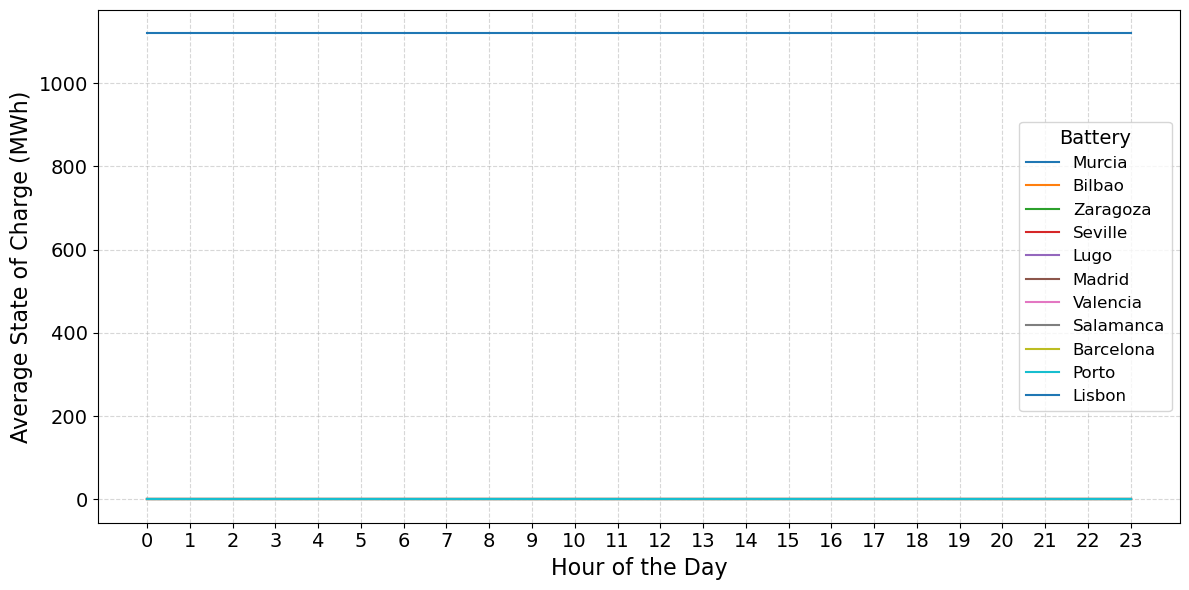 Average State of Charge (MWh)
1000
800
600
400
200
0
Battery
Murcia
Bilbao
Zaragoza
Seville
Lugo
Madrid
Valencia
Salamanca
Barcelona
Porto
Lisbon
0 1 2 3 4 5 6 7 8 9 10 11 12 13 14 15 16 17 18 19 20 21 22 23
Hour of the Day